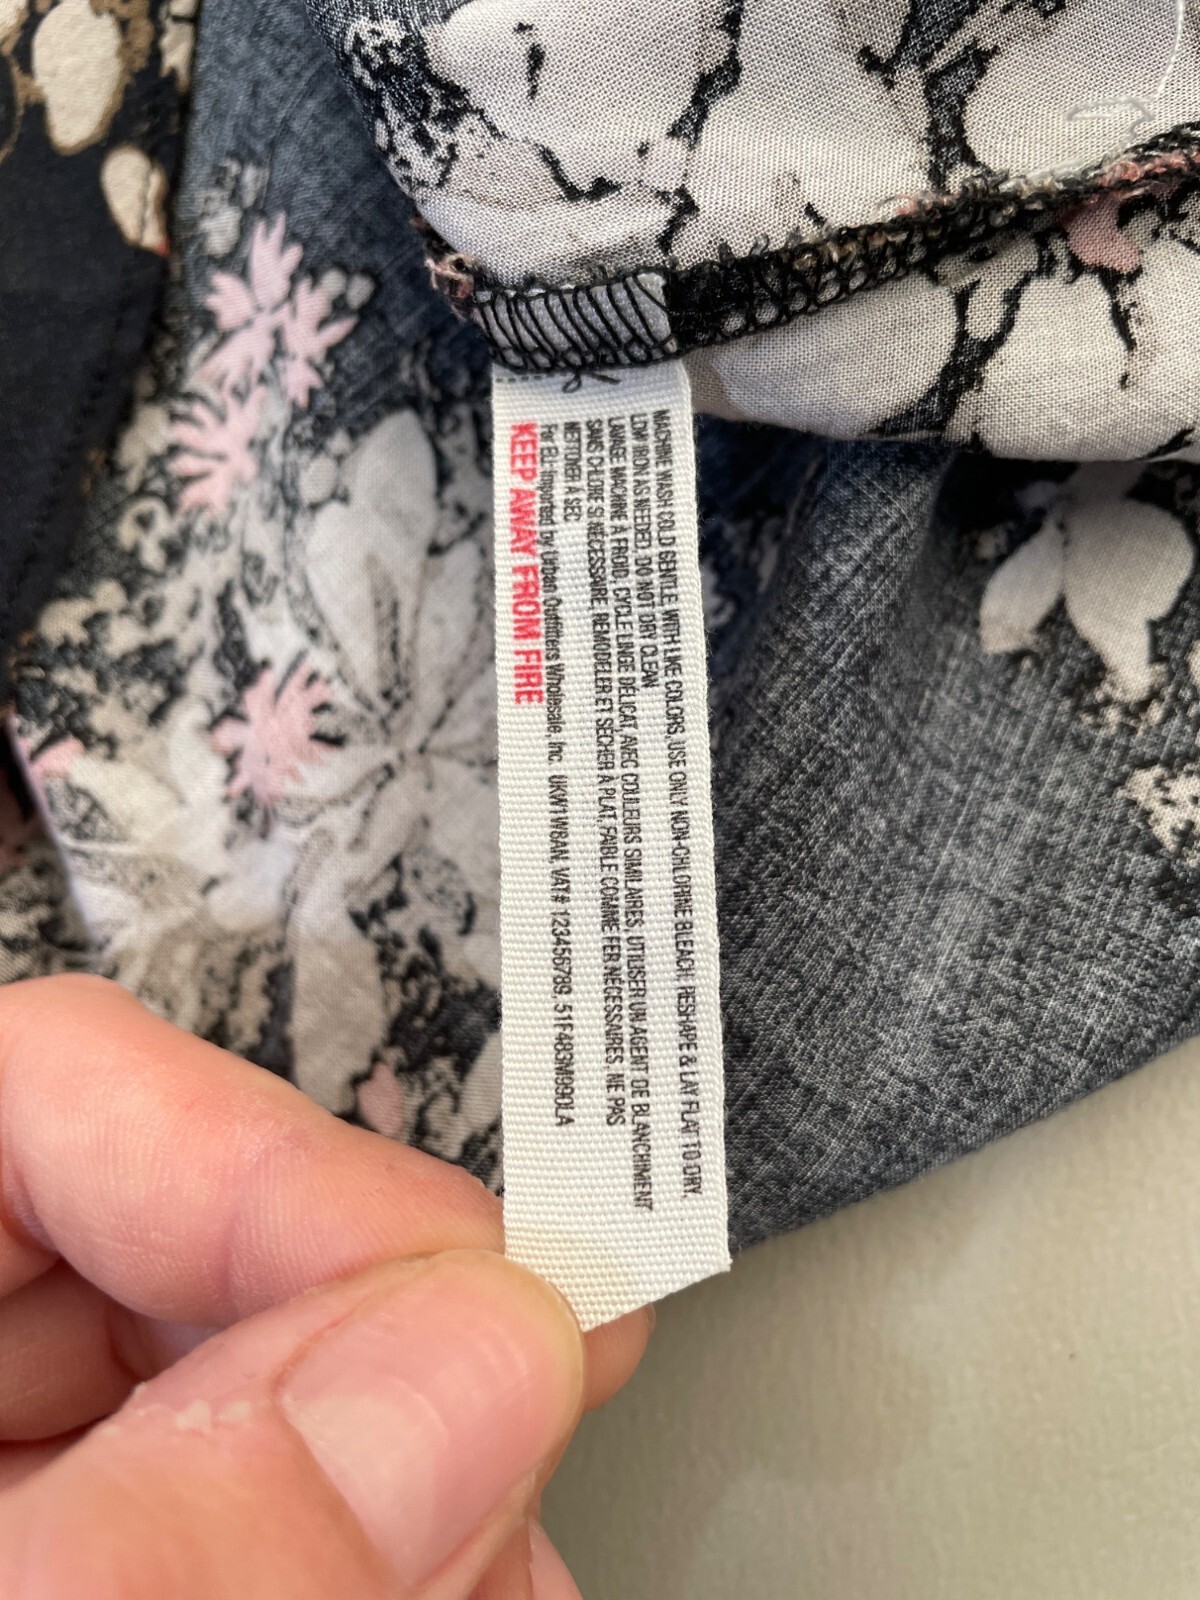 MACHINE WASH COLD GENTLE WITH LIKE COLORS, USE ONLY NON-CHLORINE BLEACH. RESHAPE & LAY FLAT TO DRY,
LOW IRON AS NEEDED, DO NOT DRY CLEAN
LAVAGE MACHINE À FROID, CYCLE LINGE DÉLICAT, AVEC COULEURS SIMILAIRES, UTILISER UN AGENT DE BLANCHIMENT
SANS CHLORE SI NÉCESSAIRE, REMODELER ET SÉCHER À PLAT, FAIBLE COMME FER NÉCESSAIRES, NE PAS
NETTOYER À SEC
For EU: Imported by Urban Outfitters Wholesale, Inc. UKW1W8AN, VAT# 123456789, 51F483M990LA
KEEP AWAY FROM FIRE